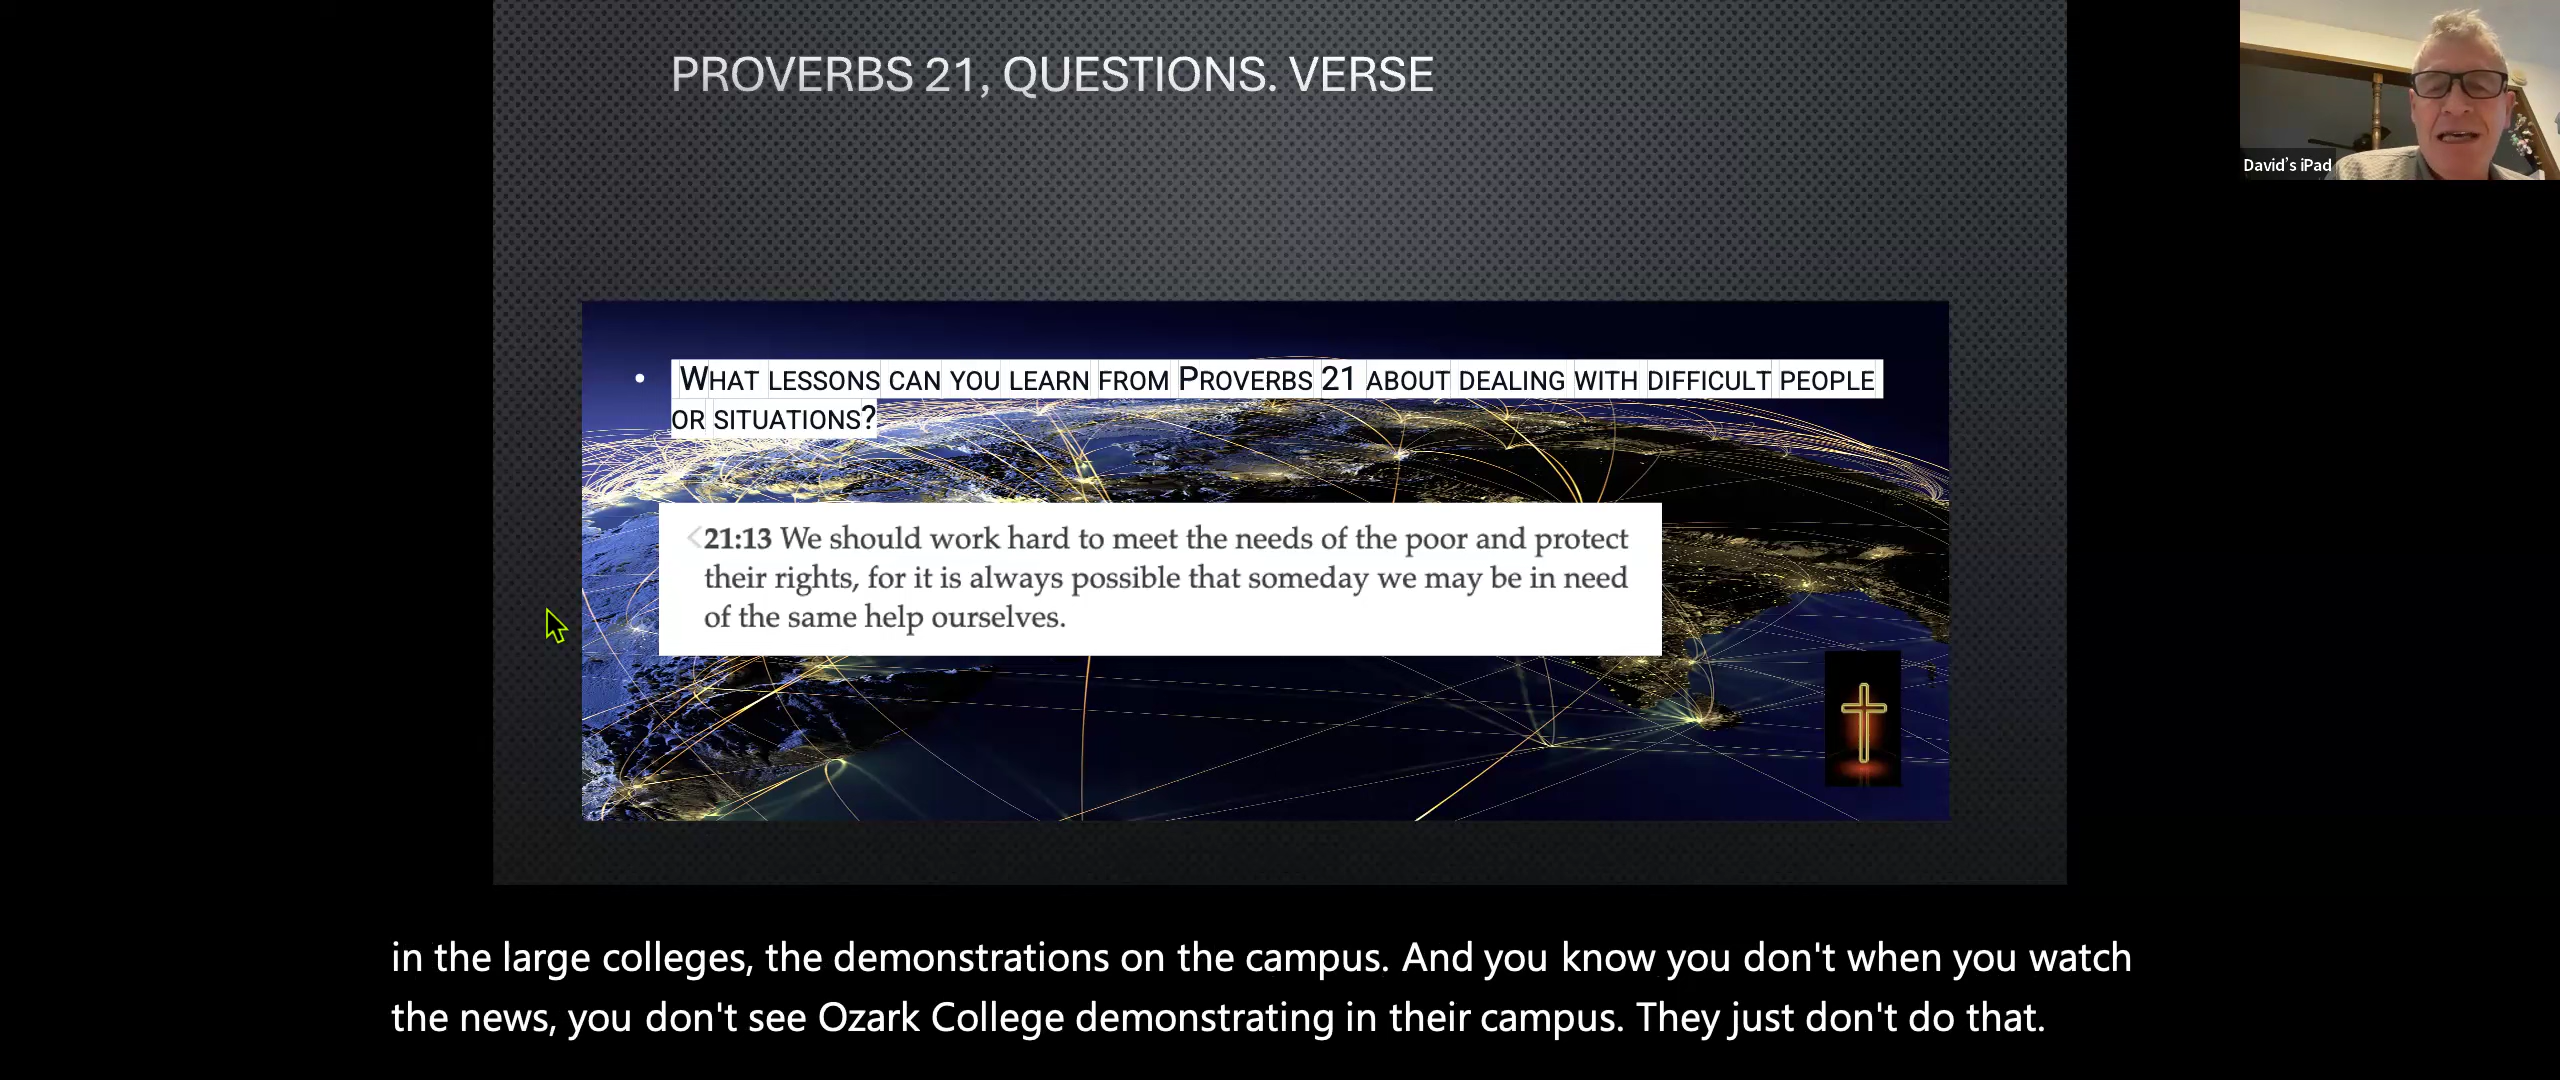 PROVERBS 21, QUESTIONS. VERSE
David's iPad
• WHAT LESSONS CAN YOU LEARN FROM PROVERBS 21 ABOUT DEALING WITH DIFFICULT PEOPLE
OR SITUATIONS?
<21:13 We should work hard to meet the needs of the poor and protect
their rights, for it is always possible that someday we may be in need
of the same help ourselves.
in the large colleges, the demonstrations on the campus. And you know you don't when you watch
the news, you don't see Ozark College demonstrating in their campus. They just don't do that.